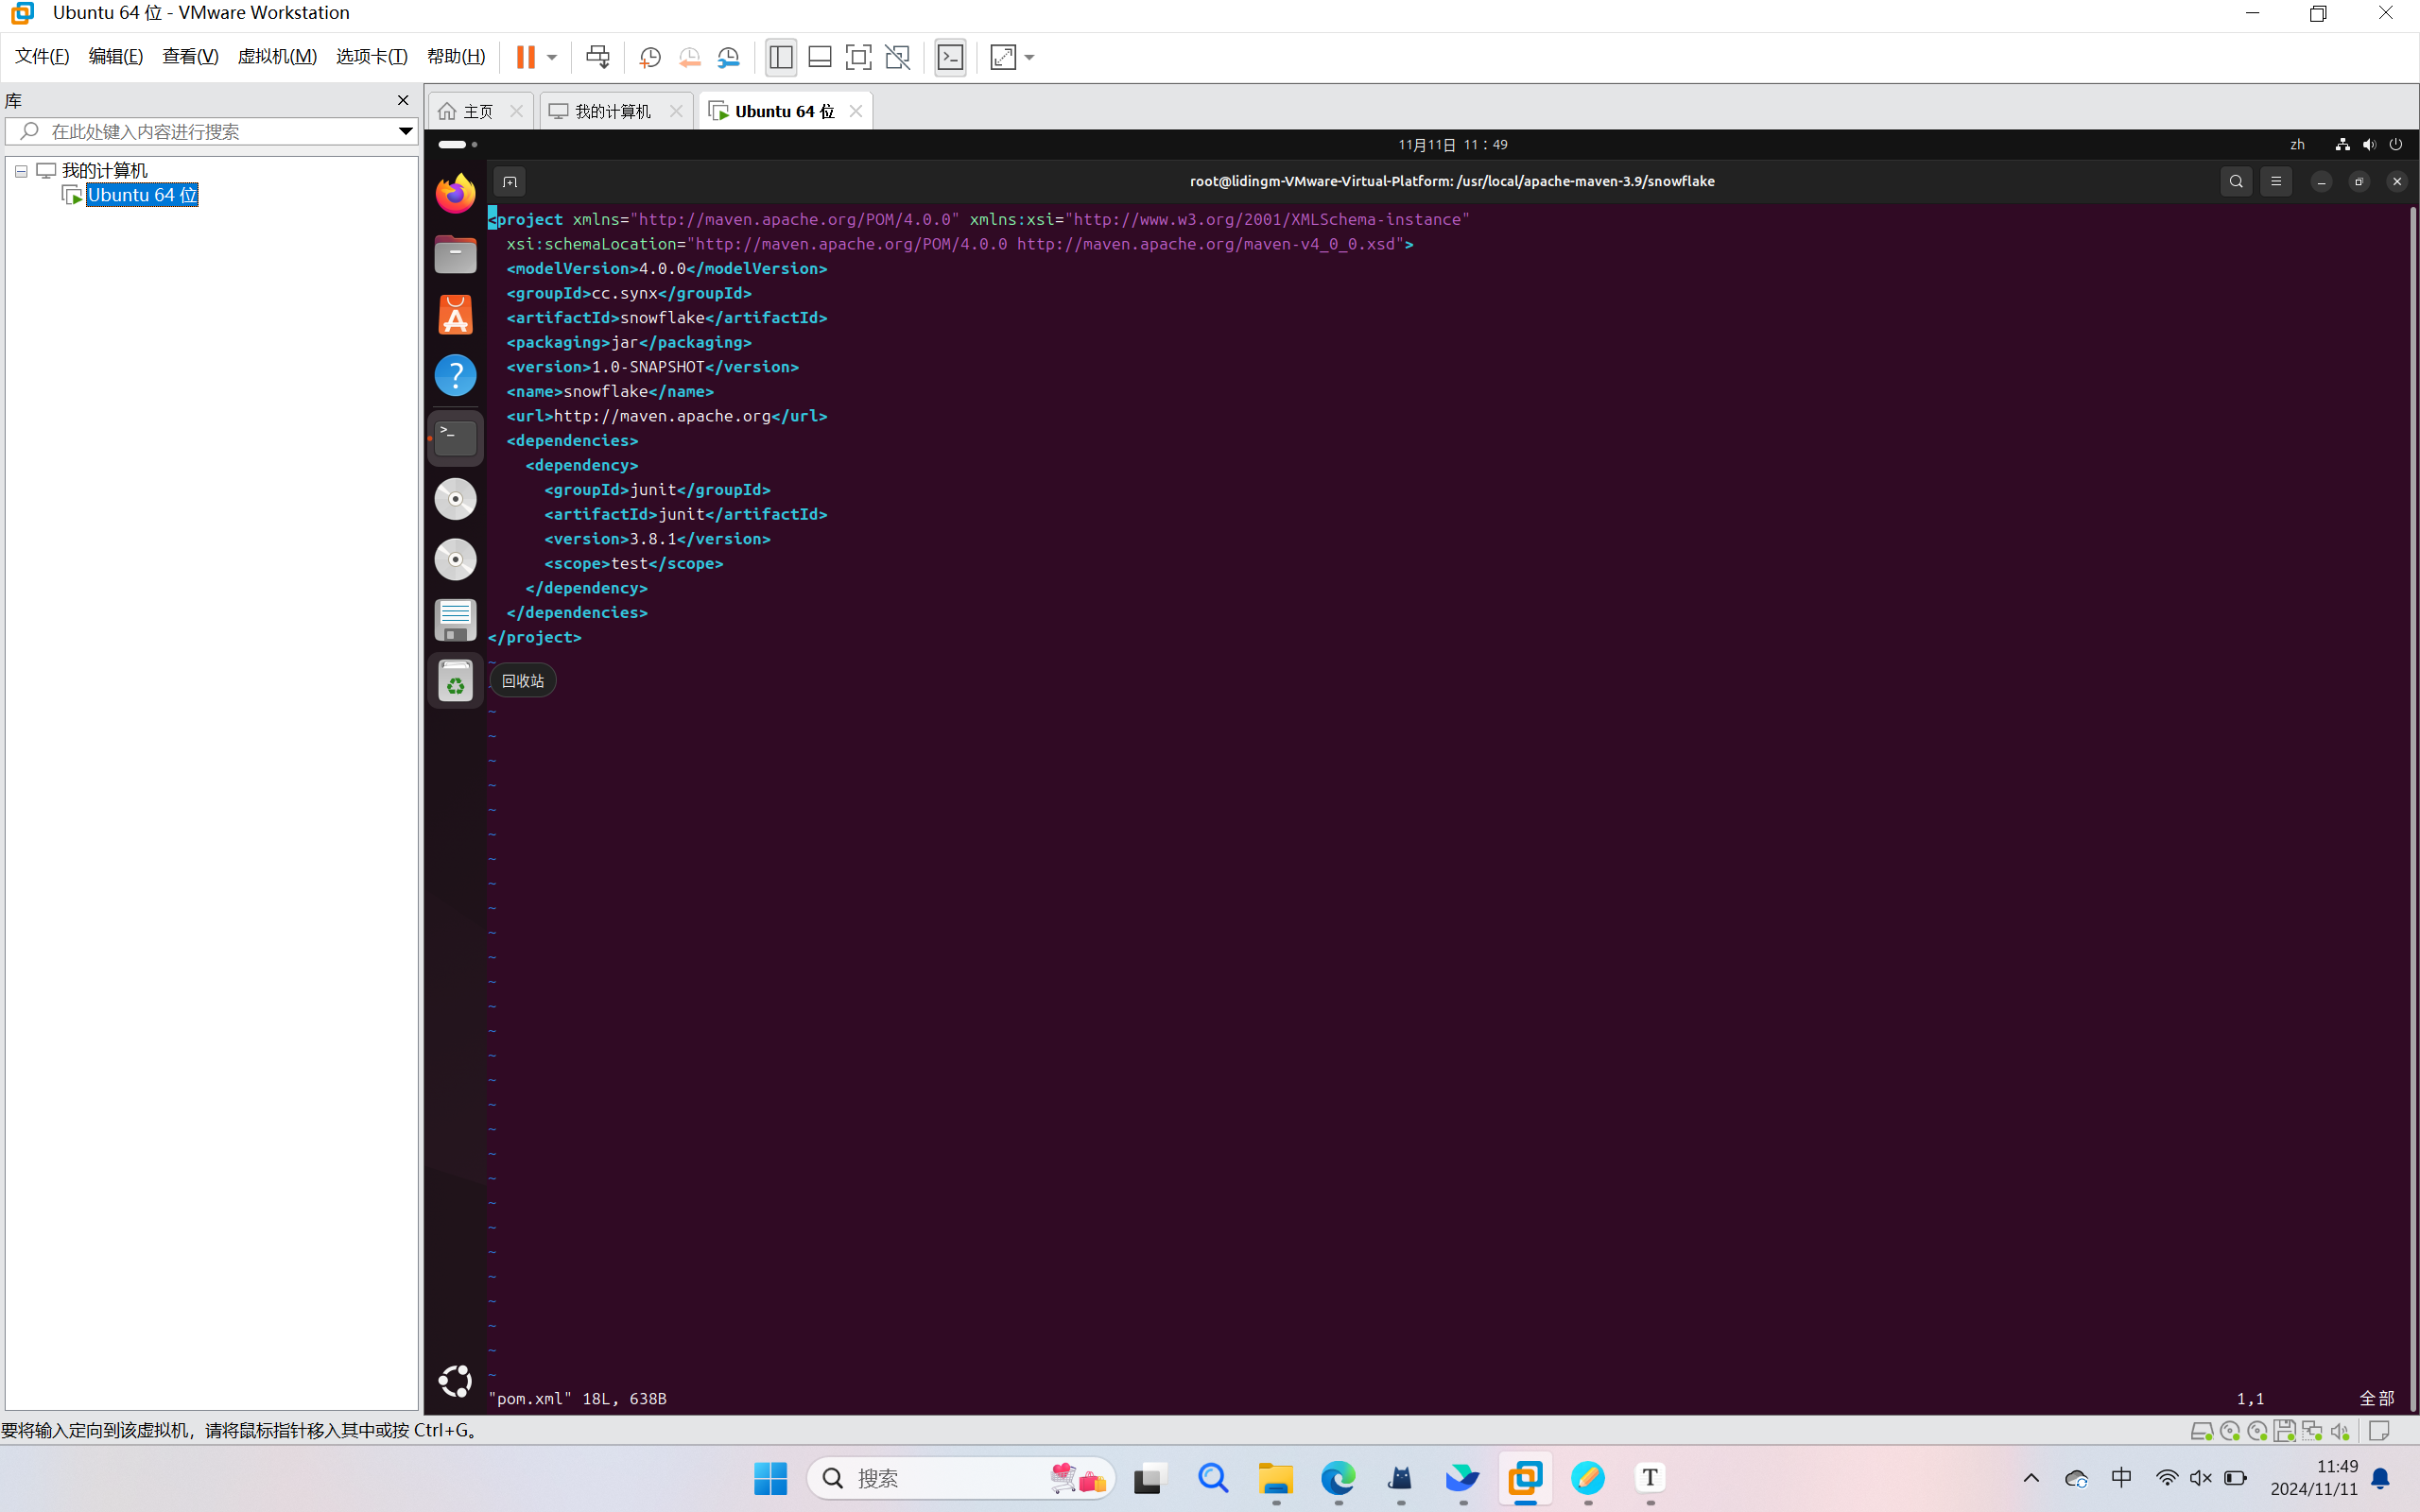 Ubuntu 64 位 - VMware Workstation
文件(F) 编辑(E) 查看(V) 虚拟机(M) 选项卡(T) 帮助(H)
库
在此处键入内容进行搜索
我的计算机
Ubuntu 64 位
主页 我的计算机 Ubuntu 64 位
11月11日 11：49
zh
root@lidingm-VMware-Virtual-Platform: /usr/local/apache-maven-3.9/snowflake
<project xmlns="http://maven.apache.org/POM/4.0.0" xmlns:xsi="http://www.w3.org/2001/XMLSchema-instance"
  xsi:schemaLocation="http://maven.apache.org/POM/4.0.0 http://maven.apache.org/maven-v4_0_0.xsd">
  <modelVersion>4.0.0</modelVersion>
  <groupId>cc.synx</groupId>
  <artifactId>snowflake</artifactId>
  <packaging>jar</packaging>
  <version>1.0-SNAPSHOT</version>
  <name>snowflake</name>
  <url>http://maven.apache.org</url>
  <dependencies>
    <dependency>
      <groupId>junit</groupId>
      <artifactId>junit</artifactId>
      <version>3.8.1</version>
      <scope>test</scope>
    </dependency>
  </dependencies>
</project>
回收站
"pom.xml" 18L, 638B 1,1 全部
要将输入定向到该虚拟机，请将鼠标指针移入其中或按 Ctrl+G。
搜索
中
11:49
2024/11/11